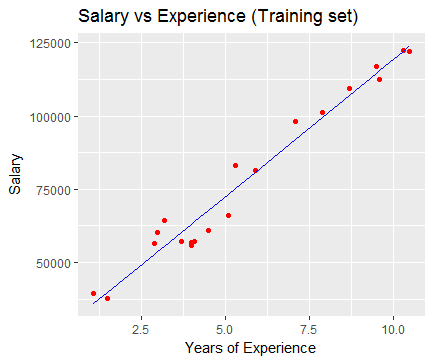 Salary vs Experience (Training set)
125000
100000
75000
50000
Salary
2.5 5.0 7.5 10.0
Years of Experience